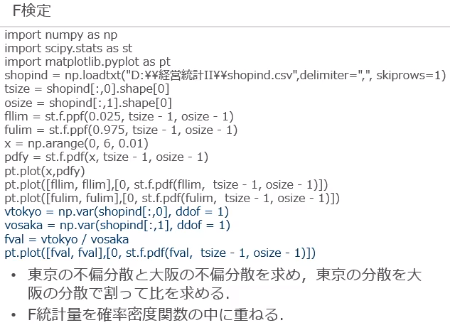 F検定
import numpy as np
import scipy.stats as st
import matplotlib.pyplot as pt
shopind = np.loadtxt("D:¥¥経営統計II¥¥shopind.csv",delimiter=",", skiprows=1)
tsize = shopind[:,0].shape[0]
osize = shopind[:,1].shape[0]
fllim = st.f.ppf(0.025, tsize - 1, osize - 1)
fulim = st.f.ppf(0.975, tsize - 1, osize - 1)
x = np.arange(0, 6, 0.01)
pdfy = st.f.pdf(x, tsize - 1, osize - 1)
pt.plot(x,pdfy)
pt.plot([fllim, fllim],[0, st.f.pdf(fllim,  tsize - 1, osize - 1)])
pt.plot([fulim, fulim],[0, st.f.pdf(fulim,  tsize - 1, osize - 1)])
vtokyo = np.var(shopind[:,0], ddof = 1)
vosaka = np.var(shopind[:,1], ddof = 1)
fval = vtokyo / vosaka
pt.plot([fval, fval],[0, st.f.pdf(fval,  tsize - 1, osize - 1)])
• 東京の不偏分散と大阪の不偏分散を求め，東京の分散を大
阪の分散で割って比を求める．
• F統計量を確率密度関数の中に重ねる．